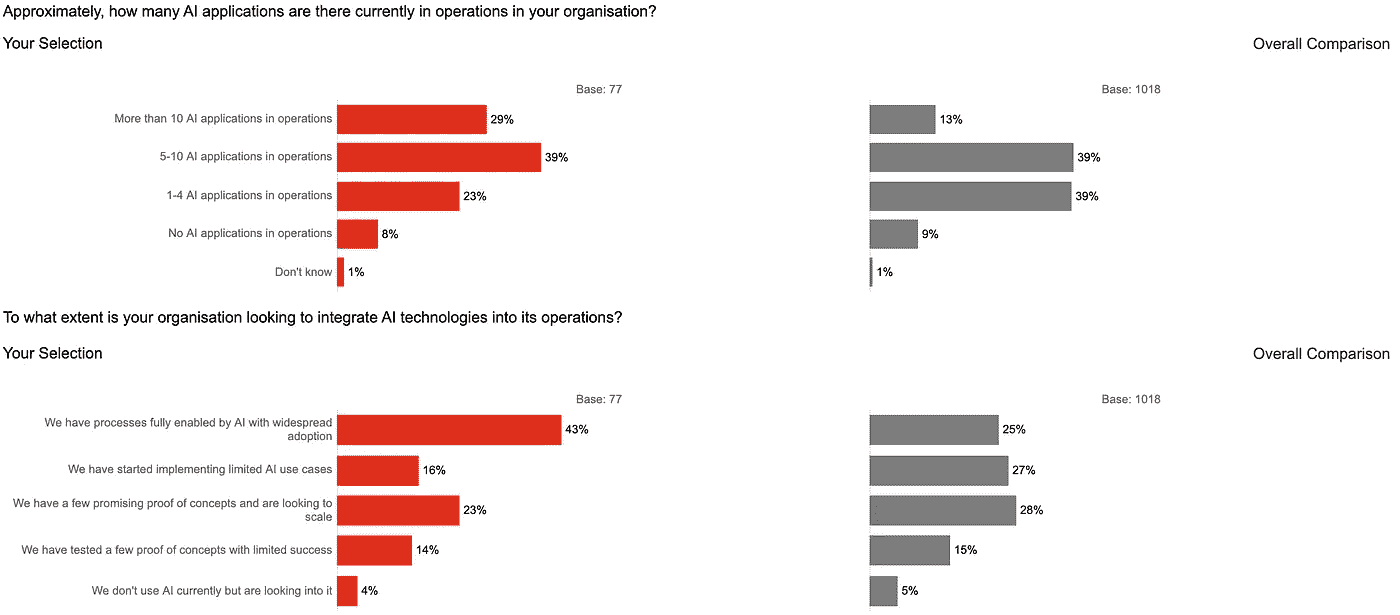 Approximately, how many AI applications are there currently in operations in your organisation?
Your Selection
Overall Comparison
Base: 77
Base: 1018
More than 10 AI applications in operations
29%
13%
5-10 AI applications in operations
39%
39%
1-4 AI applications in operations
23%
39%
No AI applications in operations
8%
9%
Don't know
1%
1%
To what extent is your organisation looking to integrate AI technologies into its operations?
Your Selection
Overall Comparison
Base: 77
Base: 1018
We have processes fully enabled by AI with widespread
adoption
43%
25%
We have started implementing limited AI use cases
16%
27%
We have a few promising proof of concepts and are looking to
scale
23%
28%
We have tested a few proof of concepts with limited success
14%
15%
We don't use AI currently but are looking into it
4%
5%